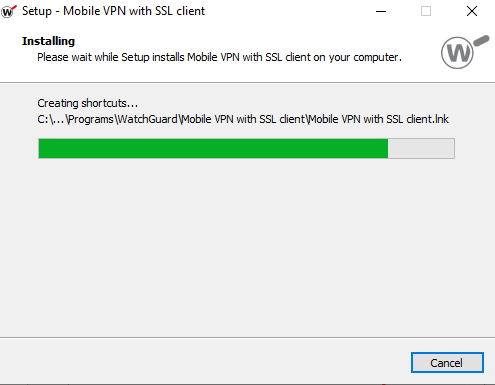 Setup - Mobile VPN with SSL client
Installing
Please wait while Setup installs Mobile VPN with SSL client on your computer.
W
Creating shortcuts...
C:\...\Programs\WatchGuard\Mobile VPN with SSL client\Mobile VPN with SSL client.lnk
Cancel